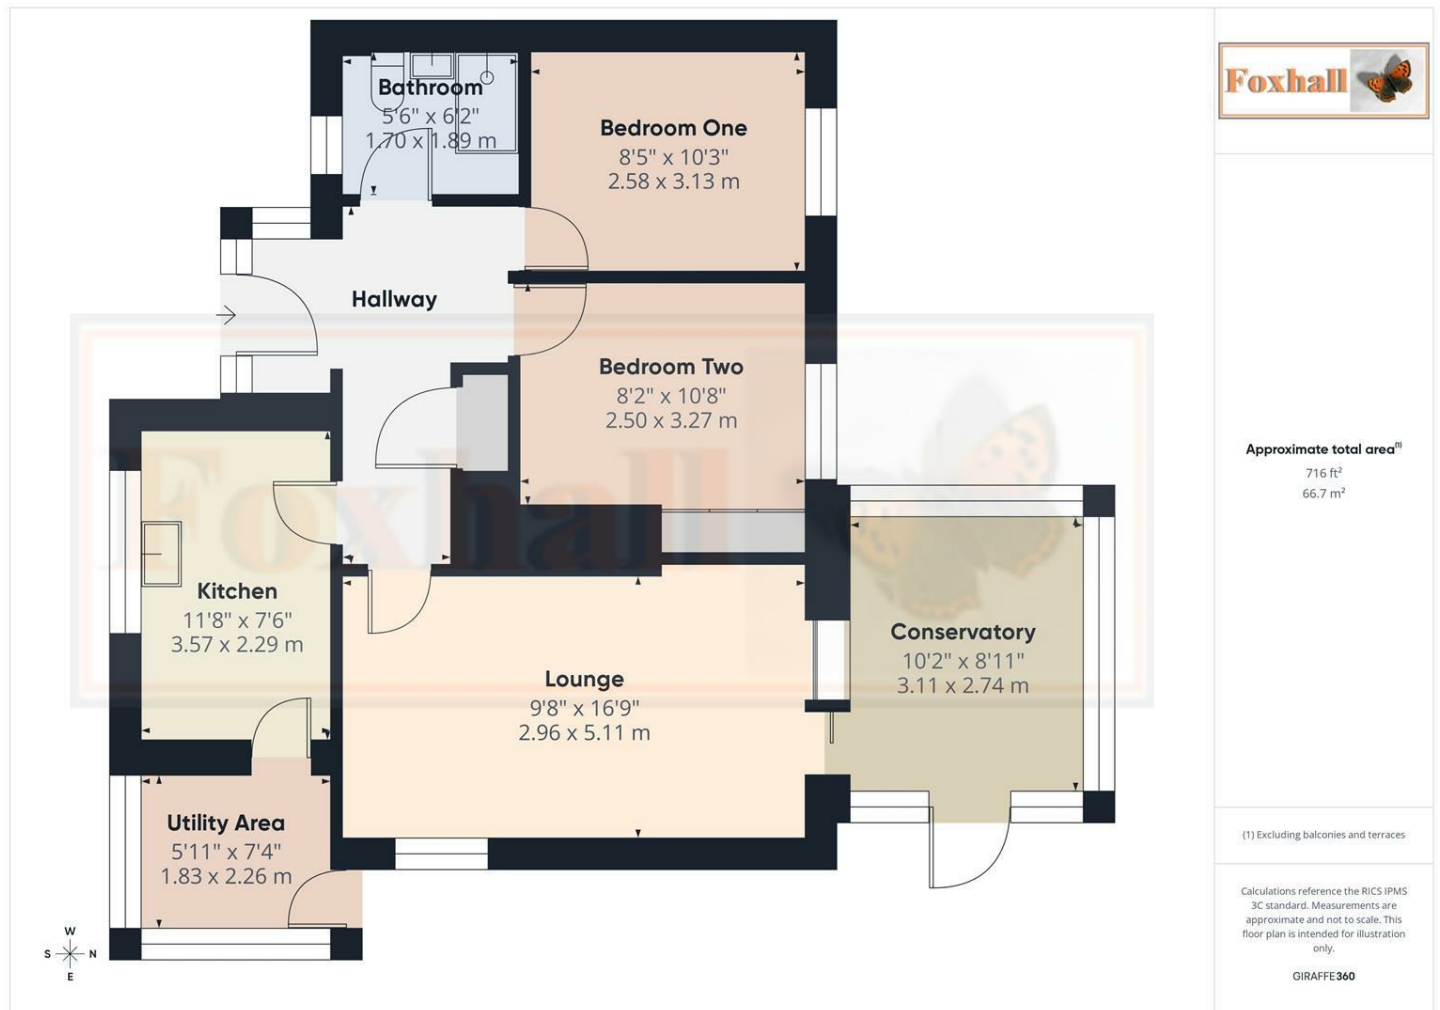 Bathroom
5'6" x 6'2"
1.70 x 1.89 m
Bedroom One
8'5" x 10'3"
2.58 x 3.13 m
Hallway
Bedroom Two
8'2" x 10'8"
2.50 x 3.27 m
Kitchen
11'8" x 7'6"
3.57 x 2.29 m
Lounge
9'8" x 16'9"
2.96 x 5.11 m
Conservatory
10'2" x 8'11"
3.11 x 2.74 m
Utility Area
5'11" x 7'4"
1.83 x 2.26 m
Foxhall
W
S N
E
Foxhall
Approximate total area(1)
716 ft²
66.7 m²
(1) Excluding balconies and terraces
Calculations reference the RICS IPMS
3C standard. Measurements are
approximate and not to scale. This
floor plan is intended for illustration
only.
GIRAFFE360